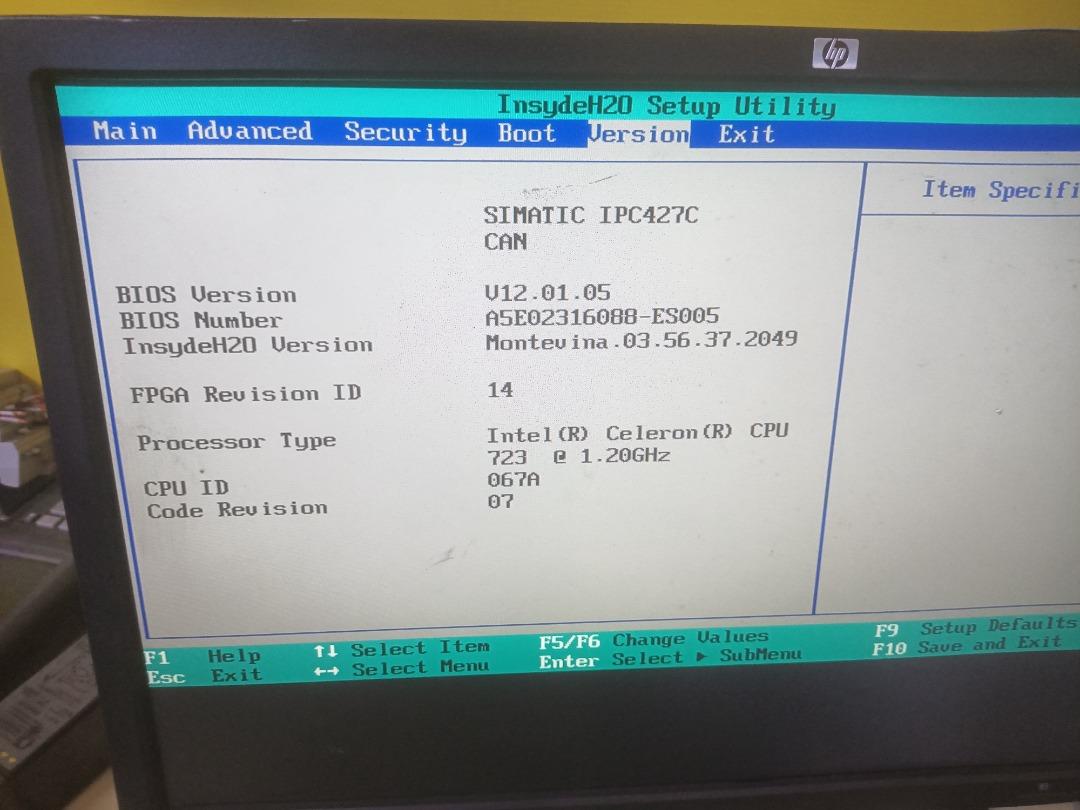 hp
InsydeH2O Setup Utility
Main Advanced Security Boot Version Exit
Item Specifi
SIMATIC IPC427C
CAN
BIOS Version V12.01.05
BIOS Number A5E02316088-ES005
InsydeH2O Version Montevina.03.56.37.2049
FPGA Revision ID 14
Processor Type Intel(R) Celeron(R) CPU
723 @ 1.20GHz
CPU ID 067A
Code Revision 07
F1 Help ↑↓ Select Item F5/F6 Change Values F9 Setup Defaults
Esc Exit ←→ Select Menu Enter Select ▶ SubMenu F10 Save and Exit